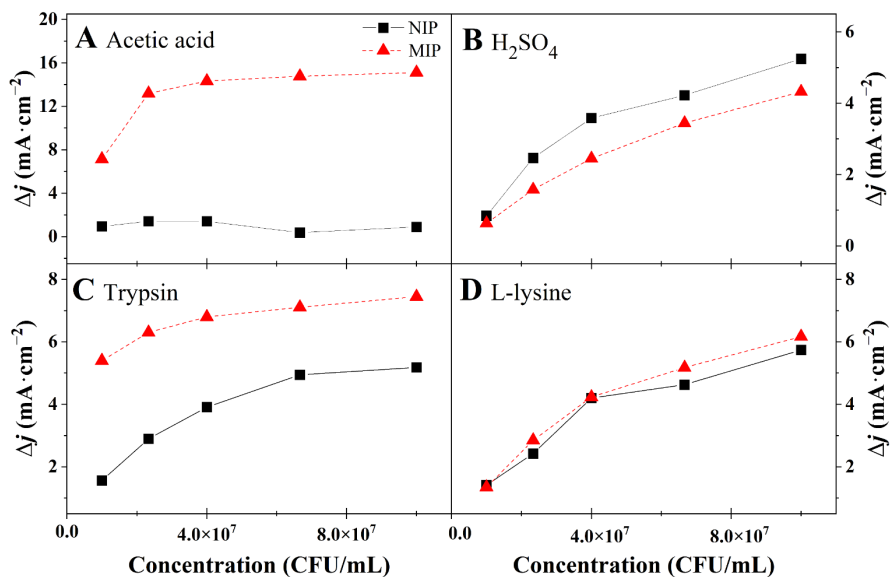 A Acetic acid
NIP
MIP
20
16
12
8
4
0
Δj (mA·cm⁻²)
B H₂SO₄
6
4
2
0
Δj (mA·cm⁻²)
C Trypsin
8
6
4
2
Δj (mA·cm⁻²)
0.0
4.0×10⁷
8.0×10⁷
Concentration (CFU/mL)
D L-lysine
8
6
4
2
Δj (mA·cm⁻²)
0.0
4.0×10⁷
8.0×10⁷
Concentration (CFU/mL)